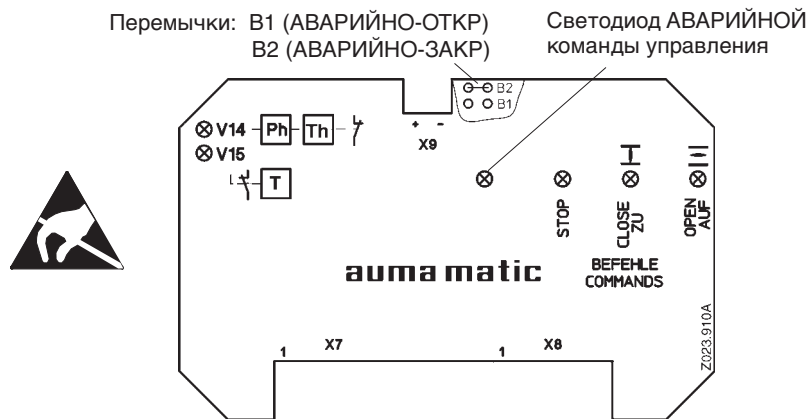 Перемычки: B1 (АВАРИЙНО-ОТКР)
B2 (АВАРИЙНО-ЗАКР)
Светодиод АВАРИЙНОЙ
команды управления
B2
B1
V14 Ph Th
V15
T
+ -
X9
STOP
CLOSE
ZU
OPEN
AUF
BEFEHLE
COMMANDS
auma matic
Z023.910A
1 X7 1 X8